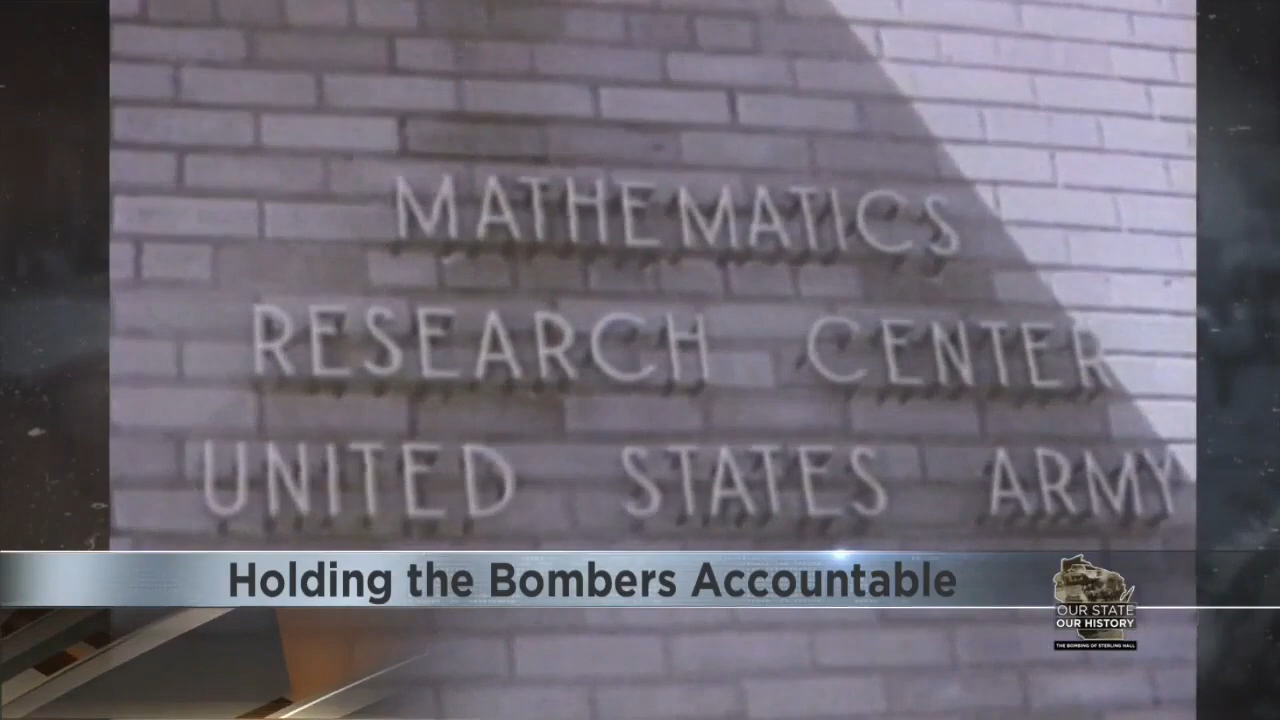 MATHEMATICS
RESEARCH CENTER
UNITED STATES ARMY
Holding the Bombers Accountable
OUR STATE
OUR HISTORY
THE BOMBING OF STERLING HALL